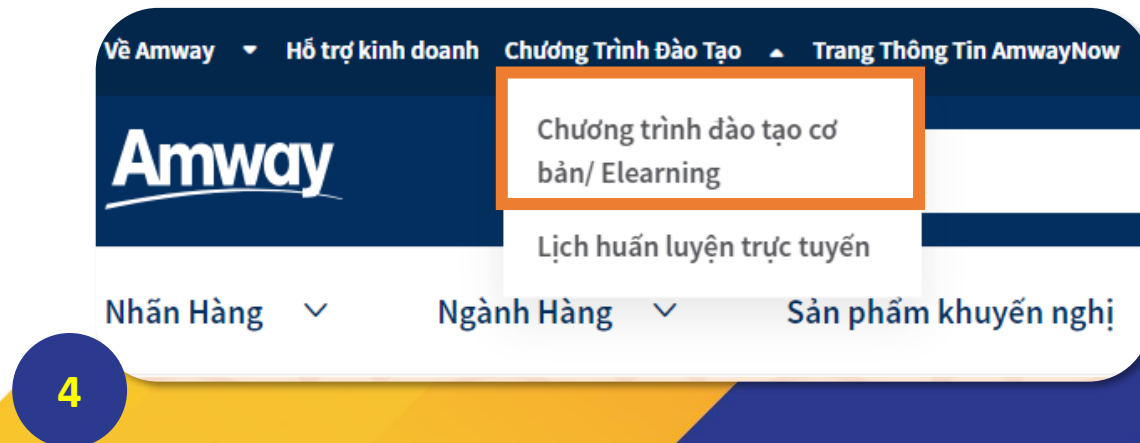 Về Amway Hỗ trợ kinh doanh Chương Trình Đào Tạo Trang Thông Tin AmwayNow
Amway
Chương trình đào tạo cơ
bản/ Elearning
Lịch huấn luyện trực tuyến
Nhãn Hàng Ngành Hàng Sản phẩm khuyến nghị
4